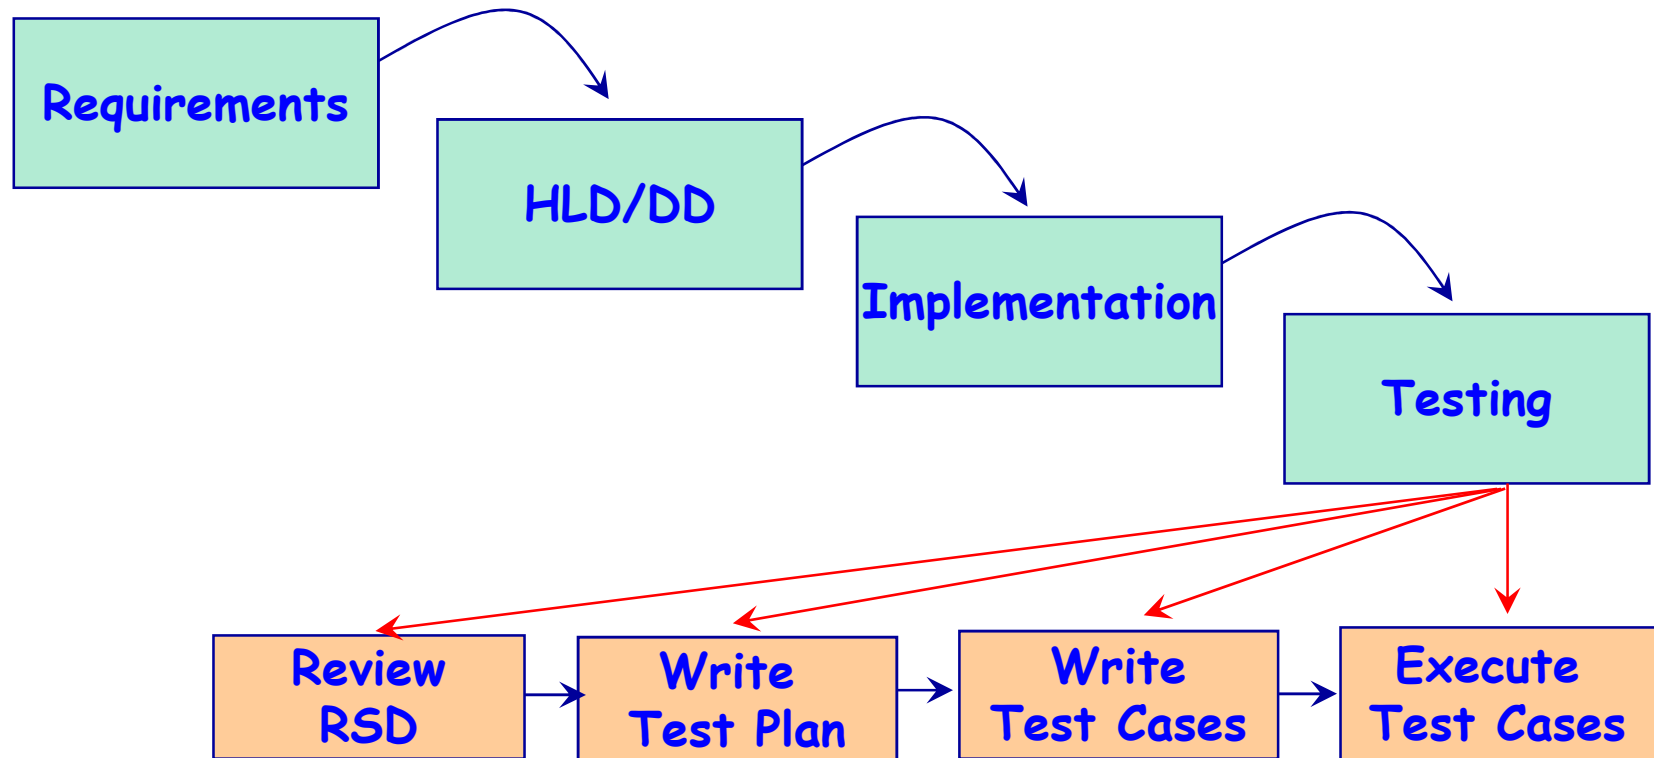 Requirements
HLD/DD
Implementation
Testing
Review
RSD
Write
Test Plan
Write
Test Cases
Execute
Test Cases